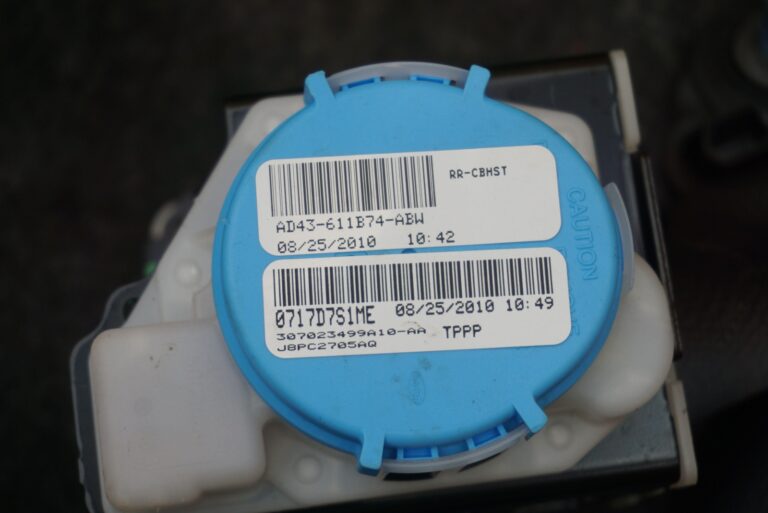 RR-CBHST
AD43-611B74-ABW
08/25/2010 10:42
0717D7S1ME 08/25/2010 10:49
307023499A10-AA TPPP
J8PC2705AQ
CAUTION